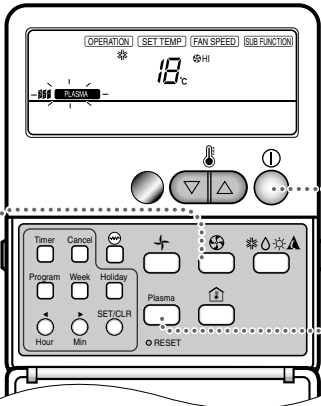 OPERATION SET TEMP FAN SPEED SUB FUNCTION
18°C HI
PLASMA
Timer Cancel
Program Week Holiday
Plasma
SET/CLR
Hour Min
RESET